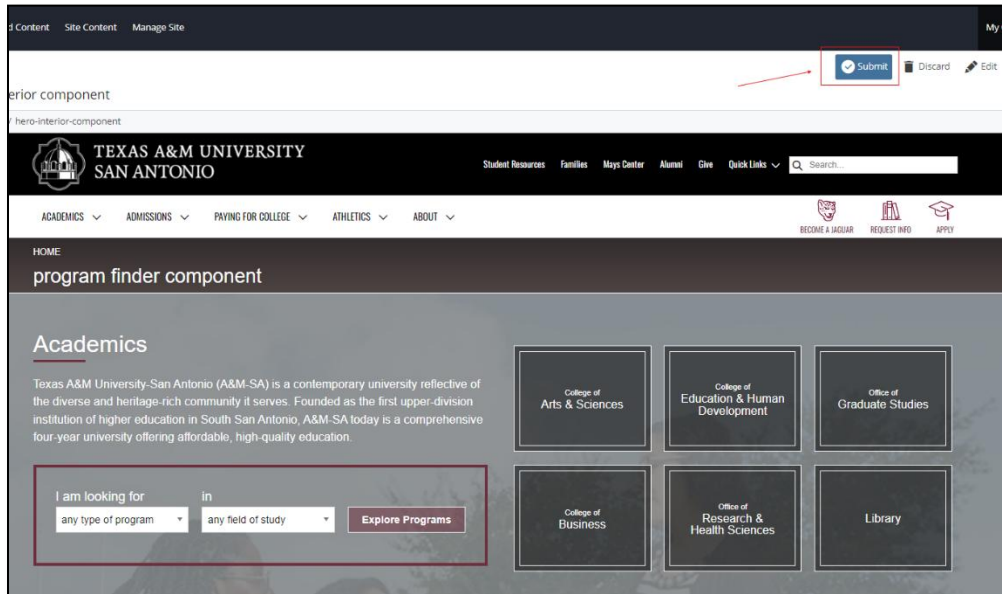 d Content Site Content Manage Site My
Submit Discard Edit
erior component
/ hero-interior-component
TEXAS A&M UNIVERSITY
SAN ANTONIO
Student Resources Families Mays Center Alumni Give Quick Links Search...
ACADEMICS ADMISSIONS PAYING FOR COLLEGE ATHLETICS ABOUT
BECOME A JAGUAR REQUEST INFO APPLY
HOME
program finder component
Academics
Texas A&M University-San Antonio (A&M-SA) is a contemporary university reflective of
the diverse and heritage-rich community it serves. Founded as the first upper-division
institution of higher education in South San Antonio, A&M-SA today is a comprehensive
four-year university offering affordable, high-quality education.
I am looking for in
any type of program any field of study Explore Programs
College of
Arts & Sciences
College of
Education & Human
Development
Office of
Graduate Studies
College of
Business
Office of
Research &
Health Sciences
Library